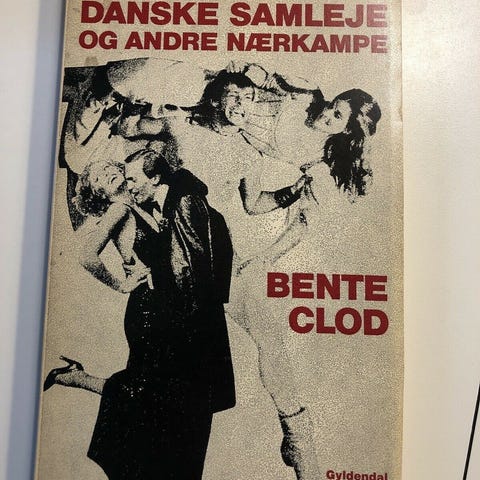 DANSKE SAMLEJE
OG ANDRE NÆRKAMPE
BENTE
CLOD
Gyldendal